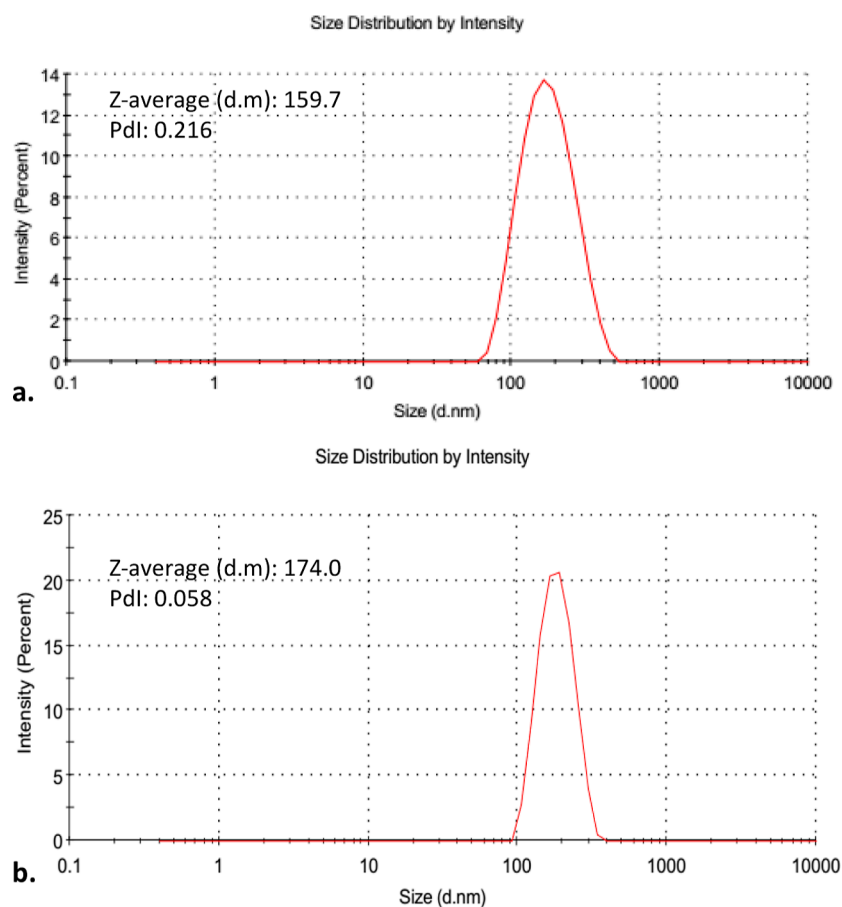 Size Distribution by Intensity
14
12
10
8
6
4
2
0
Intensity (Percent)
Z-average (d.m): 159.7
PdI: 0.216
0.1 1 10 100 1000 10000
Size (d.nm)
a.
Size Distribution by Intensity
25
20
15
10
5
0
Intensity (Percent)
Z-average (d.m): 174.0
PdI: 0.058
0.1 1 10 100 1000 10000
Size (d.nm)
b.